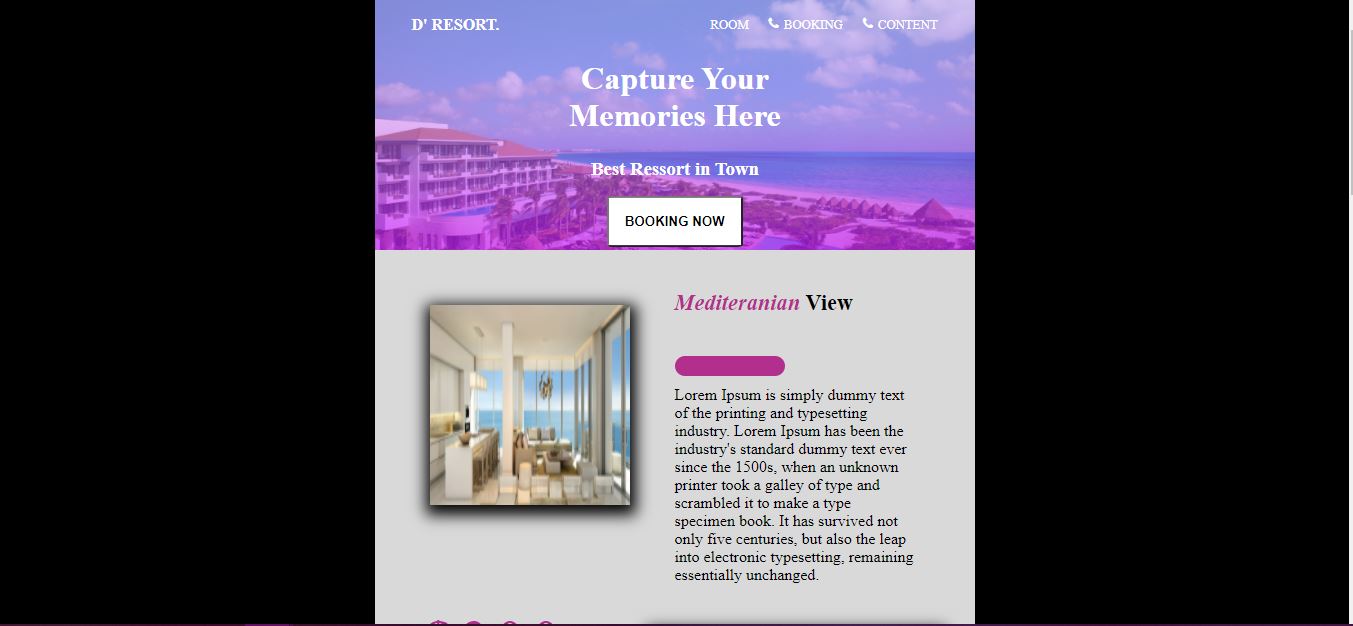 D' RESORT.
ROOM BOOKING CONTENT
Capture Your
Memories Here
Best Ressort in Town
BOOKING NOW
Mediteranian View
Lorem Ipsum is simply dummy text
of the printing and typesetting
industry. Lorem Ipsum has been the
industry's standard dummy text ever
since the 1500s, when an unknown
printer took a galley of type and
scrambled it to make a type
specimen book. It has survived not
only five centuries, but also the leap
into electronic typesetting, remaining
essentially unchanged.